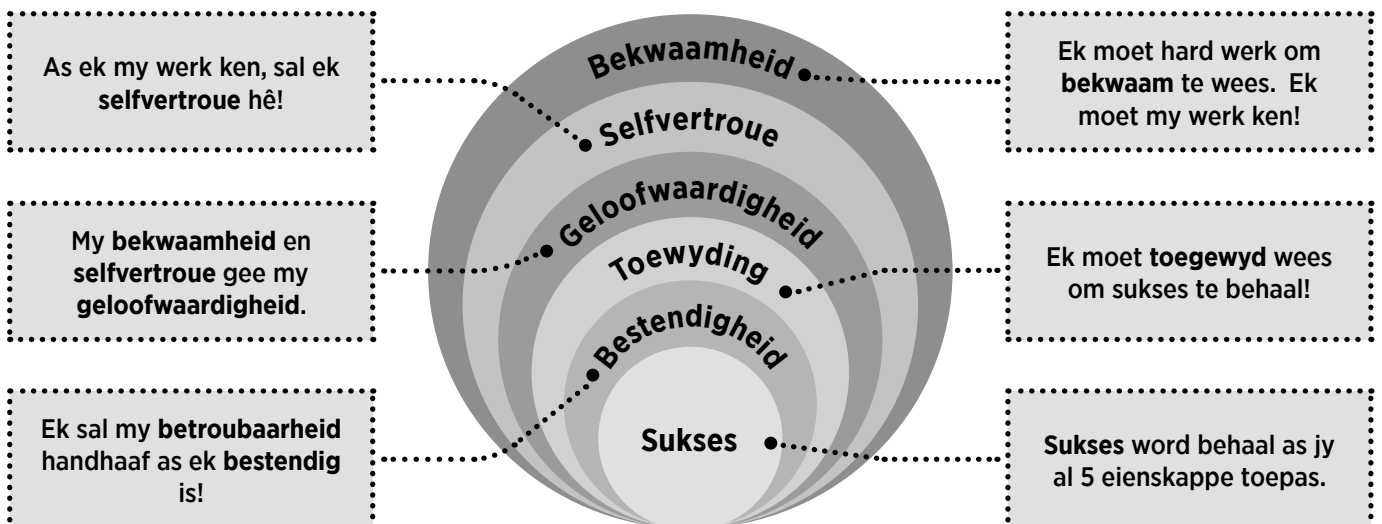 As ek my werk ken, sal ek
selfvertroue hê!
My bekwaamheid en
selfvertroue gee my
geloofwaardigheid.
Ek sal my betroubaarheid
handhaaf as ek bestendig
is!
Bekwaamheid
Selfvertroue
Geloofwaardigheid
Toewyding
Bestendigheid
Sukses
Ek moet hard werk om
bekwaam te wees. Ek
moet my werk ken!
Ek moet toegewyd wees
om sukses te behaal!
Sukses word behaal as jy
al 5 eienskappe toepas.